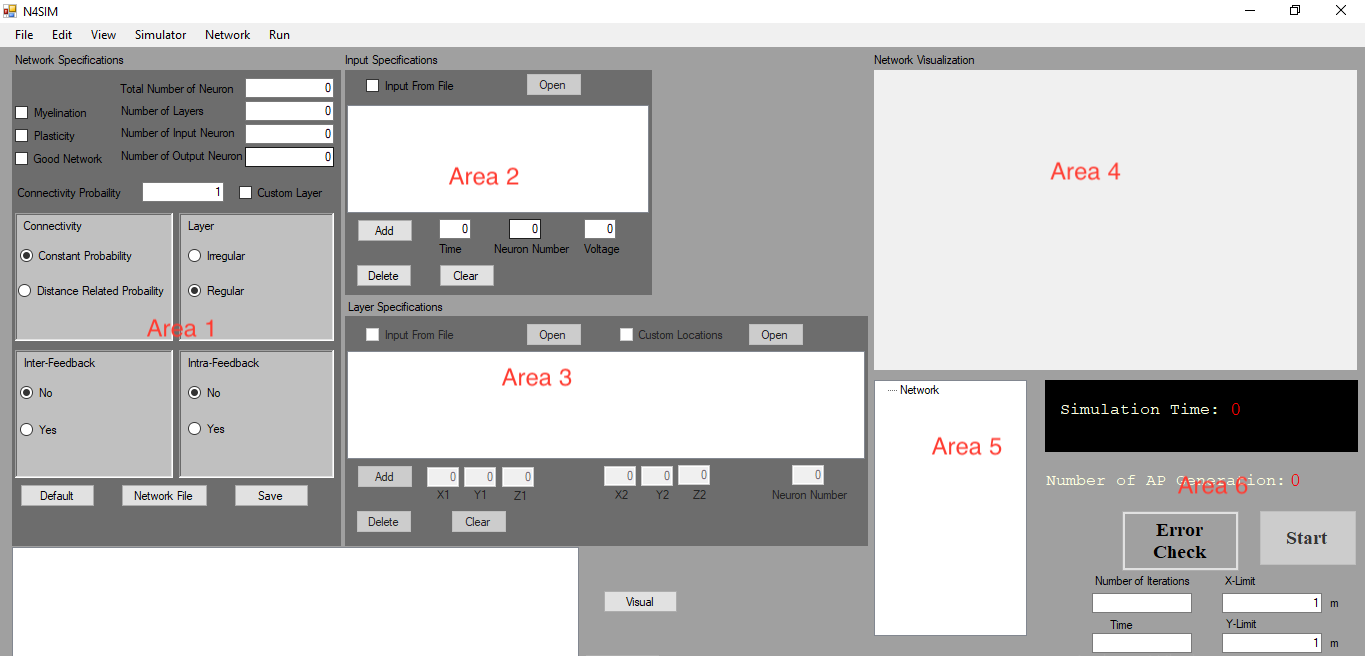 N4SIM
File Edit View Simulator Network Run
Network Specifications
Total Number of Neuron 0
Myelination
Number of Layers 0
Plasticity
Number of Input Neuron 0
Good Network
Number of Output Neuron 0
Connectivity Probaility 1
Custom Layer
Connectivity
Constant Probability
Distance Related Probaility
Layer
Irregular
Regular
Area 1
Inter-Feedback
No
Yes
Intra-Feedback
No
Yes
Default
Network File
Save
Input Specifications
Input From File
Open
Area 2
Add
0 0 0
Time Neuron Number Voltage
Delete
Clear
Layer Specifications
Input From File
Open
Custom Locations
Open
Area 3
Add
0 0 0 0 0 0 0
X1 Y1 Z1 X2 Y2 Z2 Neuron Number
Delete
Clear
Visual
Network Visualization
Area 4
Network
Area 5
Simulation Time: 0
Number of AP Generation: 0
Area 6
Error
Check
Start
Number of Iterations
X-Limit
1 m
Time
Y-Limit
1 m